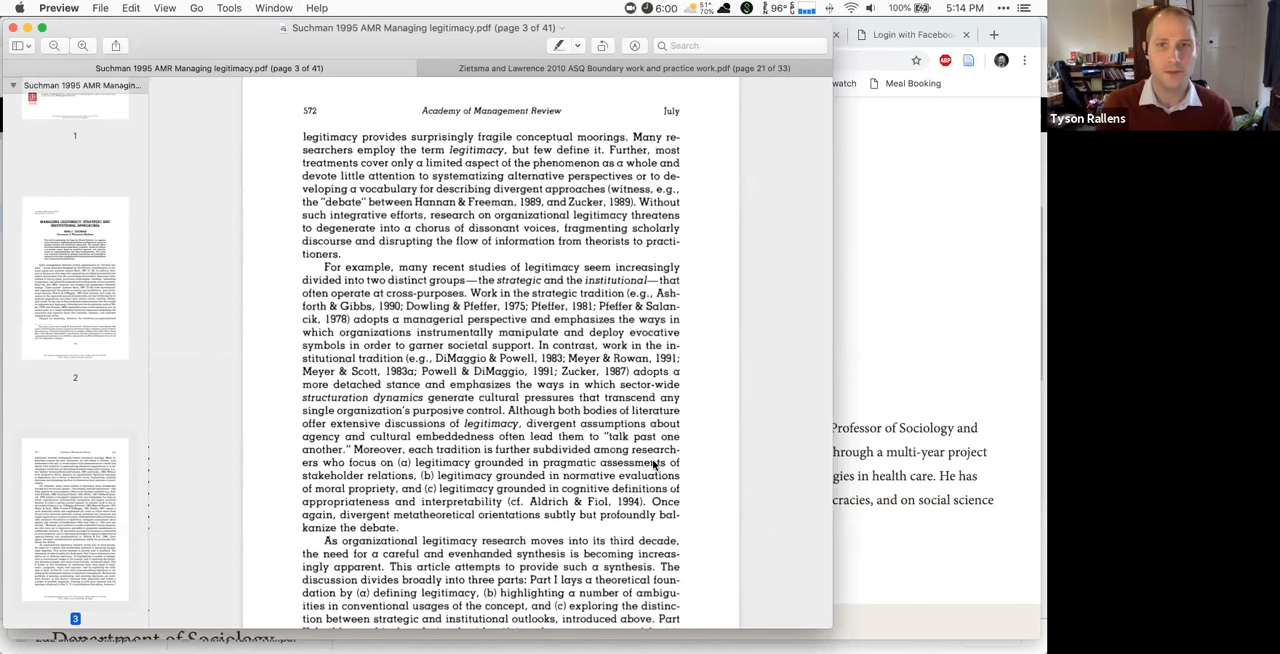 Preview File Edit View Go Tools Window Help
6:00 51° 70% 96° 100% 5:14 PM
Suchman 1995 AMR Managing legitimacy.pdf (page 3 of 41)
Login with Faceboo
Search
Suchman 1995 AMR Managing legitimacy.pdf (page 3 of 41)
Zietsma and Lawrence 2010 ASQ Boundary work and practice work.pdf (page 21 of 33)
Suchman 1995 AMR Managin...
ABP
watch
Meal Booking
Tyson Rallens
1
2
3
MANAGING LEGITIMACY: STRATEGIC AND
INSTITUTIONAL APPROACHES
572 Academy of Management Review July
legitimacy provides surprisingly fragile conceptual moorings. Many re-
searchers employ the term legitimacy, but few define it. Further, most
treatments cover only a limited aspect of the phenomenon as a whole and
devote little attention to systematizing alternative perspectives or to de-
veloping a vocabulary for describing divergent approaches (witness, e.g.,
the "debate" between Hannan & Freeman, 1989, and Zucker, 1989). Without
such integrative efforts, research on organizational legitimacy threatens
to degenerate into a chorus of dissonant voices, fragmenting scholarly
discourse and disrupting the flow of information from theorists to practi-
tioners.
For example, many recent studies of legitimacy seem increasingly
divided into two distinct groups—the strategic and the institutional—that
often operate at cross-purposes. Work in the strategic tradition (e.g., Ash-
forth & Gibbs, 1990; Dowling & Pfeffer, 1975; Pfeffer, 1981; Pfeffer & Salan-
cik, 1978) adopts a managerial perspective and emphasizes the ways in
which organizations instrumentally manipulate and deploy evocative
symbols in order to garner societal support. In contrast, work in the in-
stitutional tradition (e.g., DiMaggio & Powell, 1983; Meyer & Rowan, 1991;
Meyer & Scott, 1983a; Powell & DiMaggio, 1991; Zucker, 1987) adopts a
more detached stance and emphasizes the ways in which sector-wide
structuration dynamics generate cultural pressures that transcend any
single organization's purposive control. Although both bodies of literature
offer extensive discussions of legitimacy, divergent assumptions about
agency and cultural embeddedness often lead them to "talk past one
another." Moreover, each tradition is further subdivided among research-
ers who focus on (a) legitimacy grounded in pragmatic assessments of
stakeholder relations, (b) legitimacy grounded in normative evaluations
of moral propriety, and (c) legitimacy grounded in cognitive definitions of
appropriateness and interpretability (cf. Aldrich & Fiol, 1994). Once
again, divergent metatheoretical assumptions subtly but profoundly bal-
kanize the debate.
As organizational legitimacy research moves into its third decade,
the need for a careful and evenhanded synthesis is becoming increas-
ingly apparent. This article attempts to provide such a synthesis. The
discussion divides broadly into three parts: Part I lays a theoretical foun-
dation by (a) defining legitimacy, (b) highlighting a number of ambigu-
ities in conventional usages of the concept, and (c) exploring the distinc-
tion between strategic and institutional outlooks, introduced above. Part
Professor of Sociology and
hrough a multi-year project
gies in health care. He has
cracies, and on social science
Department of Sociology